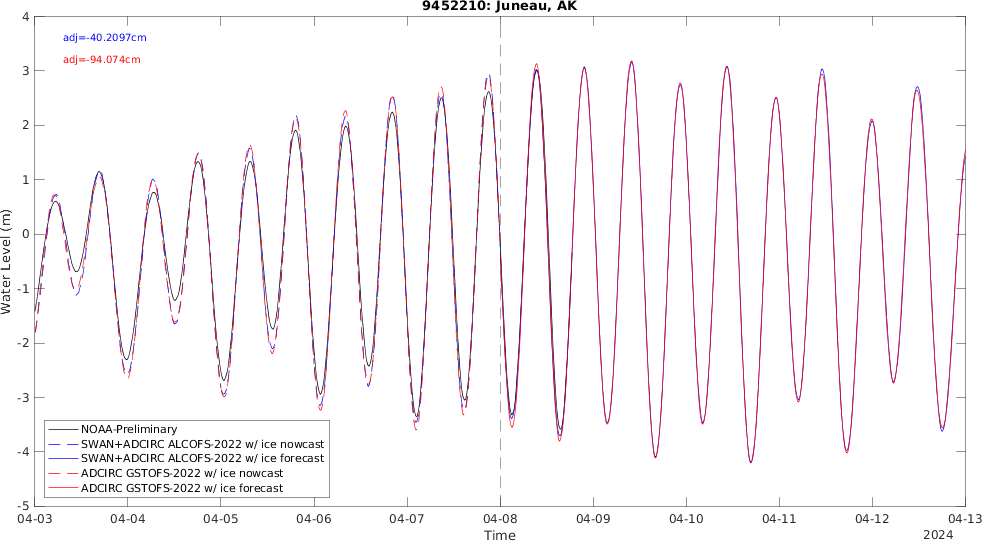 9452210: Juneau, AK
adj=-40.2097cm
adj=-94.074cm
Water Level (m)
4
3
2
1
0
-1
-2
-3
-4
-5
NOAA-Preliminary
SWAN+ADCIRC ALCOFS-2022 w/ ice nowcast
SWAN+ADCIRC ALCOFS-2022 w/ ice forecast
ADCIRC GSTOFS-2022 w/ ice nowcast
ADCIRC GSTOFS-2022 w/ ice forecast
04-03 04-04 04-05 04-06 04-07 04-08 04-09 04-10 04-11 04-12 04-13
Time
2024